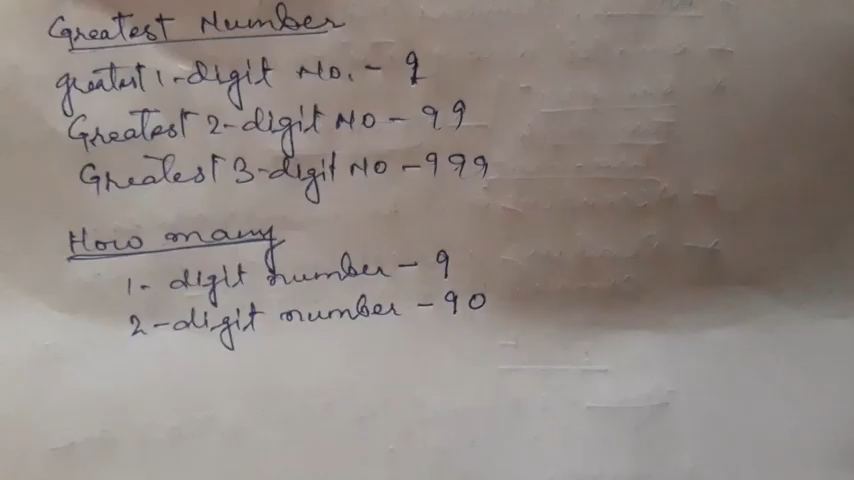 Greatest Number
greatest 1-digit No. - 9
Greatest 2-digit NO - 99
Greatest 3-digit NO - 999
How many
1- digit number - 9
2-digit number - 90